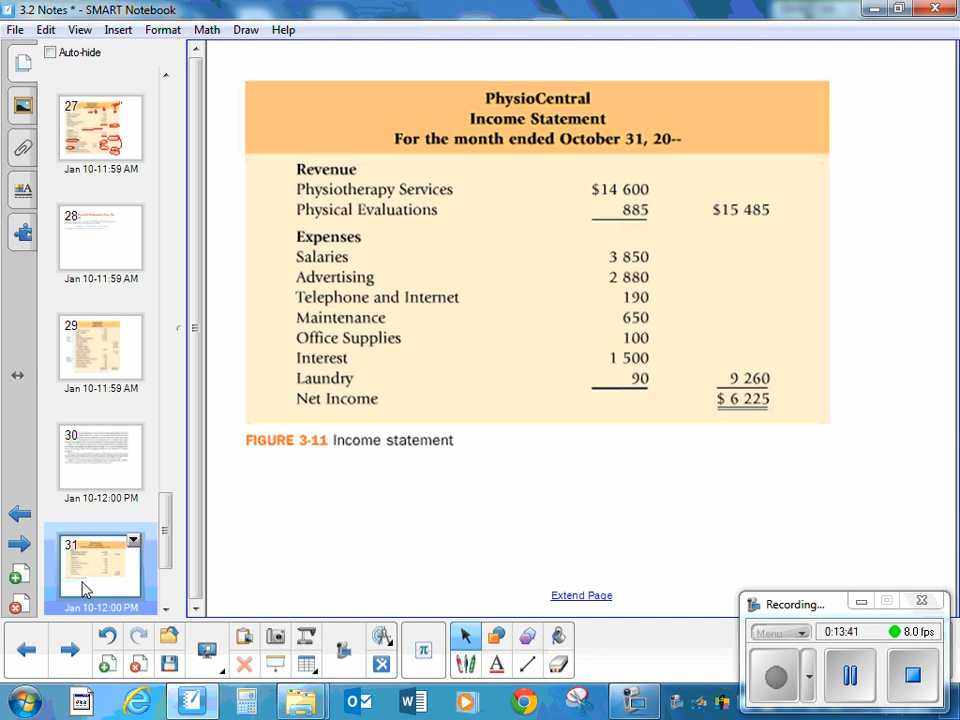 3.2 Notes * - SMART Notebook
File Edit View Insert Format Math Draw Help
Auto-hide
27
Jan 10-11:59 AM
28
Jan 10-11:59 AM
29
Jan 10-11:59 AM
30
Jan 10-12:00 PM
31
Jan 10-12:00 PM
PhysioCentral
Income Statement
For the month ended October 31, 20--
Revenue
Physiotherapy Services $14 600
Physical Evaluations 885 $15 485
Expenses
Salaries 3 850
Advertising 2 880
Telephone and Internet 190
Maintenance 650
Office Supplies 100
Interest 1 500
Laundry 90 9 260
Net Income $ 6 225
FIGURE 3-11 Income statement
Extend Page
Recording...
Menu 0:13:41 8.0 fps